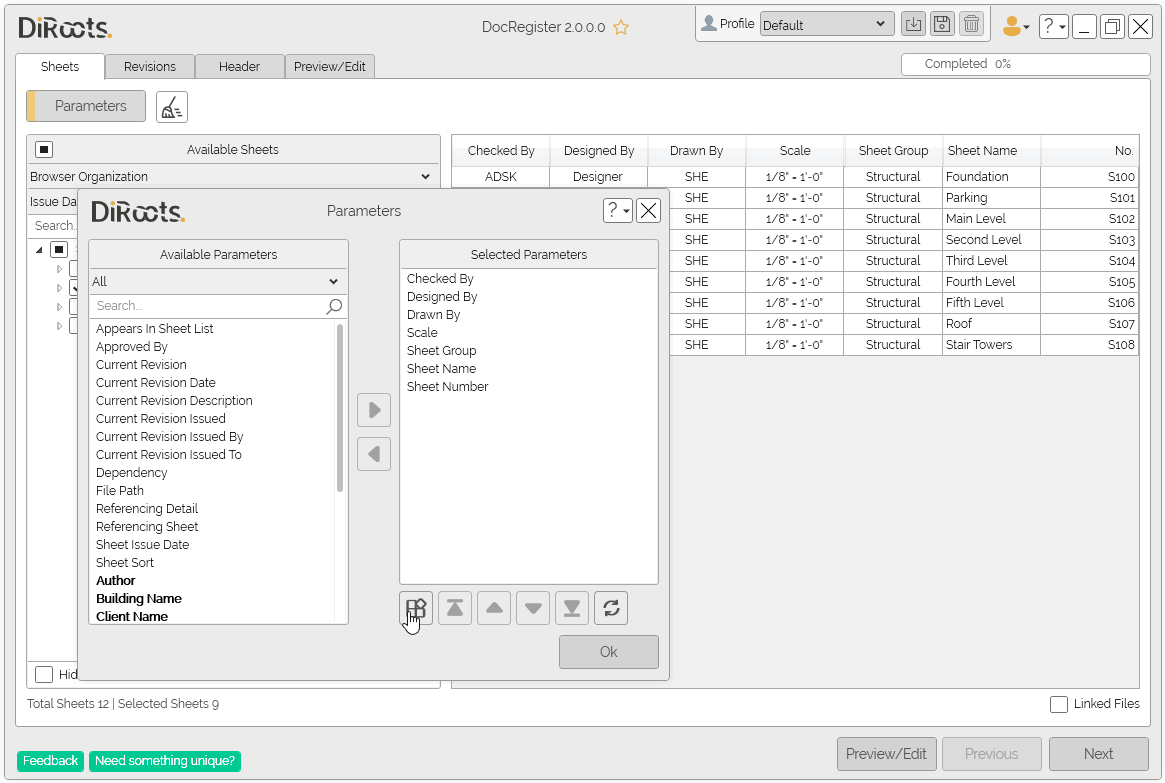 DiRoots.
DocRegister 2.0.0.0
Profile
Default
?
Sheets
Revisions
Header
Preview/Edit
Completed 0%
Parameters
Available Sheets
Browser Organization
Issue Da
Search..
Hid
Checked By Designed By Drawn By Scale Sheet Group Sheet Name No.
ADSK Designer SHE 1/8" = 1'-0" Structural Foundation S100
SHE 1/8" = 1'-0" Structural Parking S101
SHE 1/8" = 1'-0" Structural Main Level S102
SHE 1/8" = 1'-0" Structural Second Level S103
SHE 1/8" = 1'-0" Structural Third Level S104
SHE 1/8" = 1'-0" Structural Fourth Level S105
SHE 1/8" = 1'-0" Structural Fifth Level S106
SHE 1/8" = 1'-0" Structural Roof S107
SHE 1/8" = 1'-0" Structural Stair Towers S108
DiRoots.
Parameters
?
Available Parameters
All
Search...
Appears In Sheet List
Approved By
Current Revision
Current Revision Date
Current Revision Description
Current Revision Issued
Current Revision Issued By
Current Revision Issued To
Dependency
File Path
Referencing Detail
Referencing Sheet
Sheet Issue Date
Sheet Sort
Author
Building Name
Client Name
Selected Parameters
Checked By
Designed By
Drawn By
Scale
Sheet Group
Sheet Name
Sheet Number
Ok
Total Sheets 12 | Selected Sheets 9
Linked Files
Feedback
Need something unique?
Preview/Edit
Previous
Next